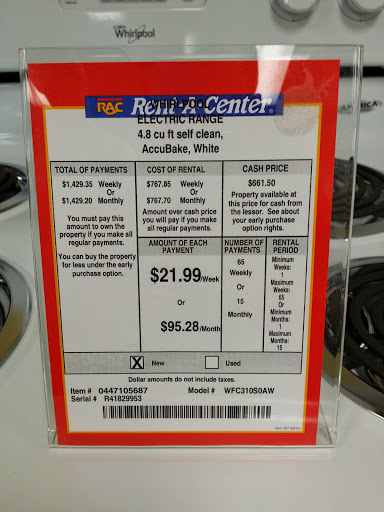 Whirlpool
RAC Rent-A-Center
WHIRLPOOL
ELECTRIC RANGE
4.8 cu ft self clean,
AccuBake, White
TOTAL OF PAYMENTS
$1,429.35 Weekly
Or
$1,429.20 Monthly
You must pay this
amount to own the
property if you make all
regular payments.
You can buy the property
for less under the early
purchase option.
COST OF RENTAL
$767.85 Weekly
Or
$767.70 Monthly
Amount over cash price
you will pay if you make
all regular payments.
CASH PRICE
$661.50
Property available at
this price for cash from
the lessor. See about
your early purchase
option rights.
AMOUNT OF EACH
PAYMENT
$21.99/Week
Or
$95.28/Month
NUMBER OF
PAYMENTS
65
Weekly
Or
15
Monthly
RENTAL
PERIOD
Minimum
Weeks:
1
Maximum
Weeks:
65
Or
Minimum
Months:
1
Maximum
Months:
15
X New Used
Dollar amounts do not include taxes.
Item # 0447105687 Model # WFC310S0AW
Serial # R41829953